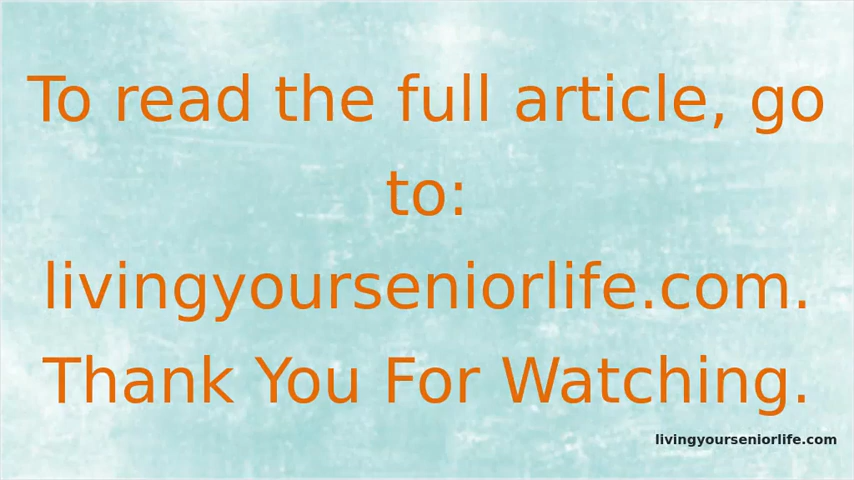 To read the full article, go
to:
livingyourseniorlife.com.
Thank You For Watching.
livingyourseniorlife.com